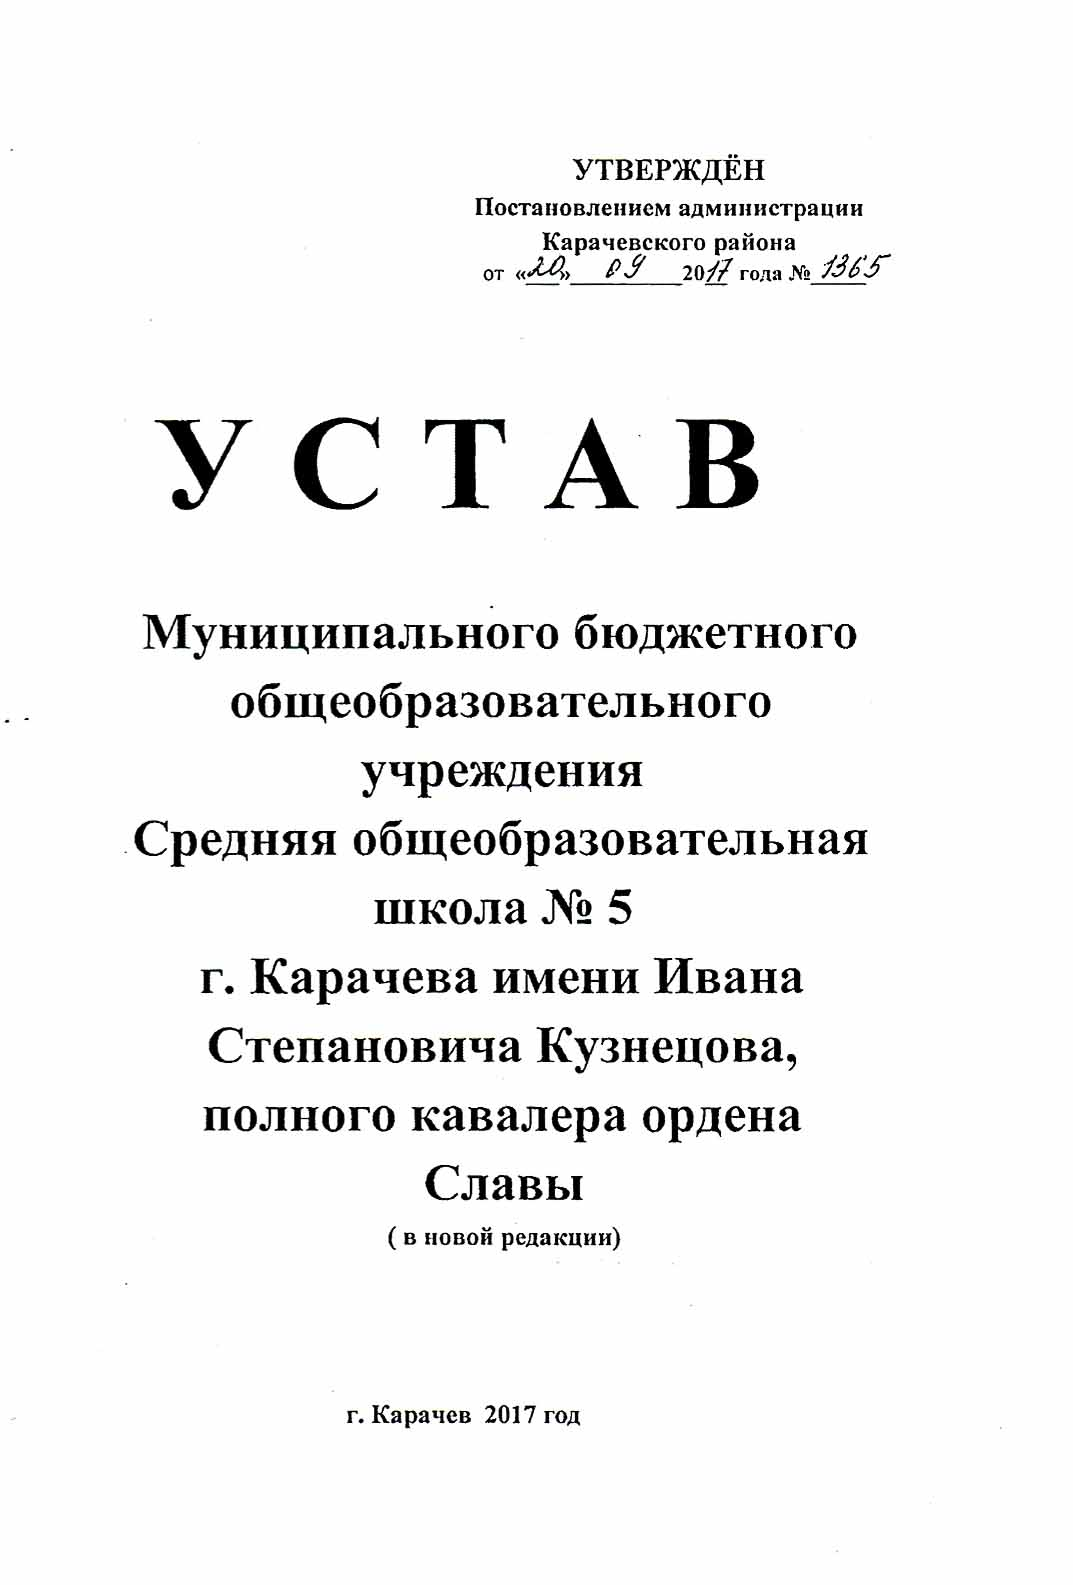 УТВЕРЖДЁН
Постановлением администрации
Карачевского района
от «20» 09 2017 года № 1365
У С Т А В
Муниципального бюджетного
общеобразовательного
учреждения
Средняя общеобразовательная
школа № 5
г. Карачева имени Ивана
Степановича Кузнецова,
полного кавалера ордена
Славы
( в новой редакции)
г. Карачев 2017 год